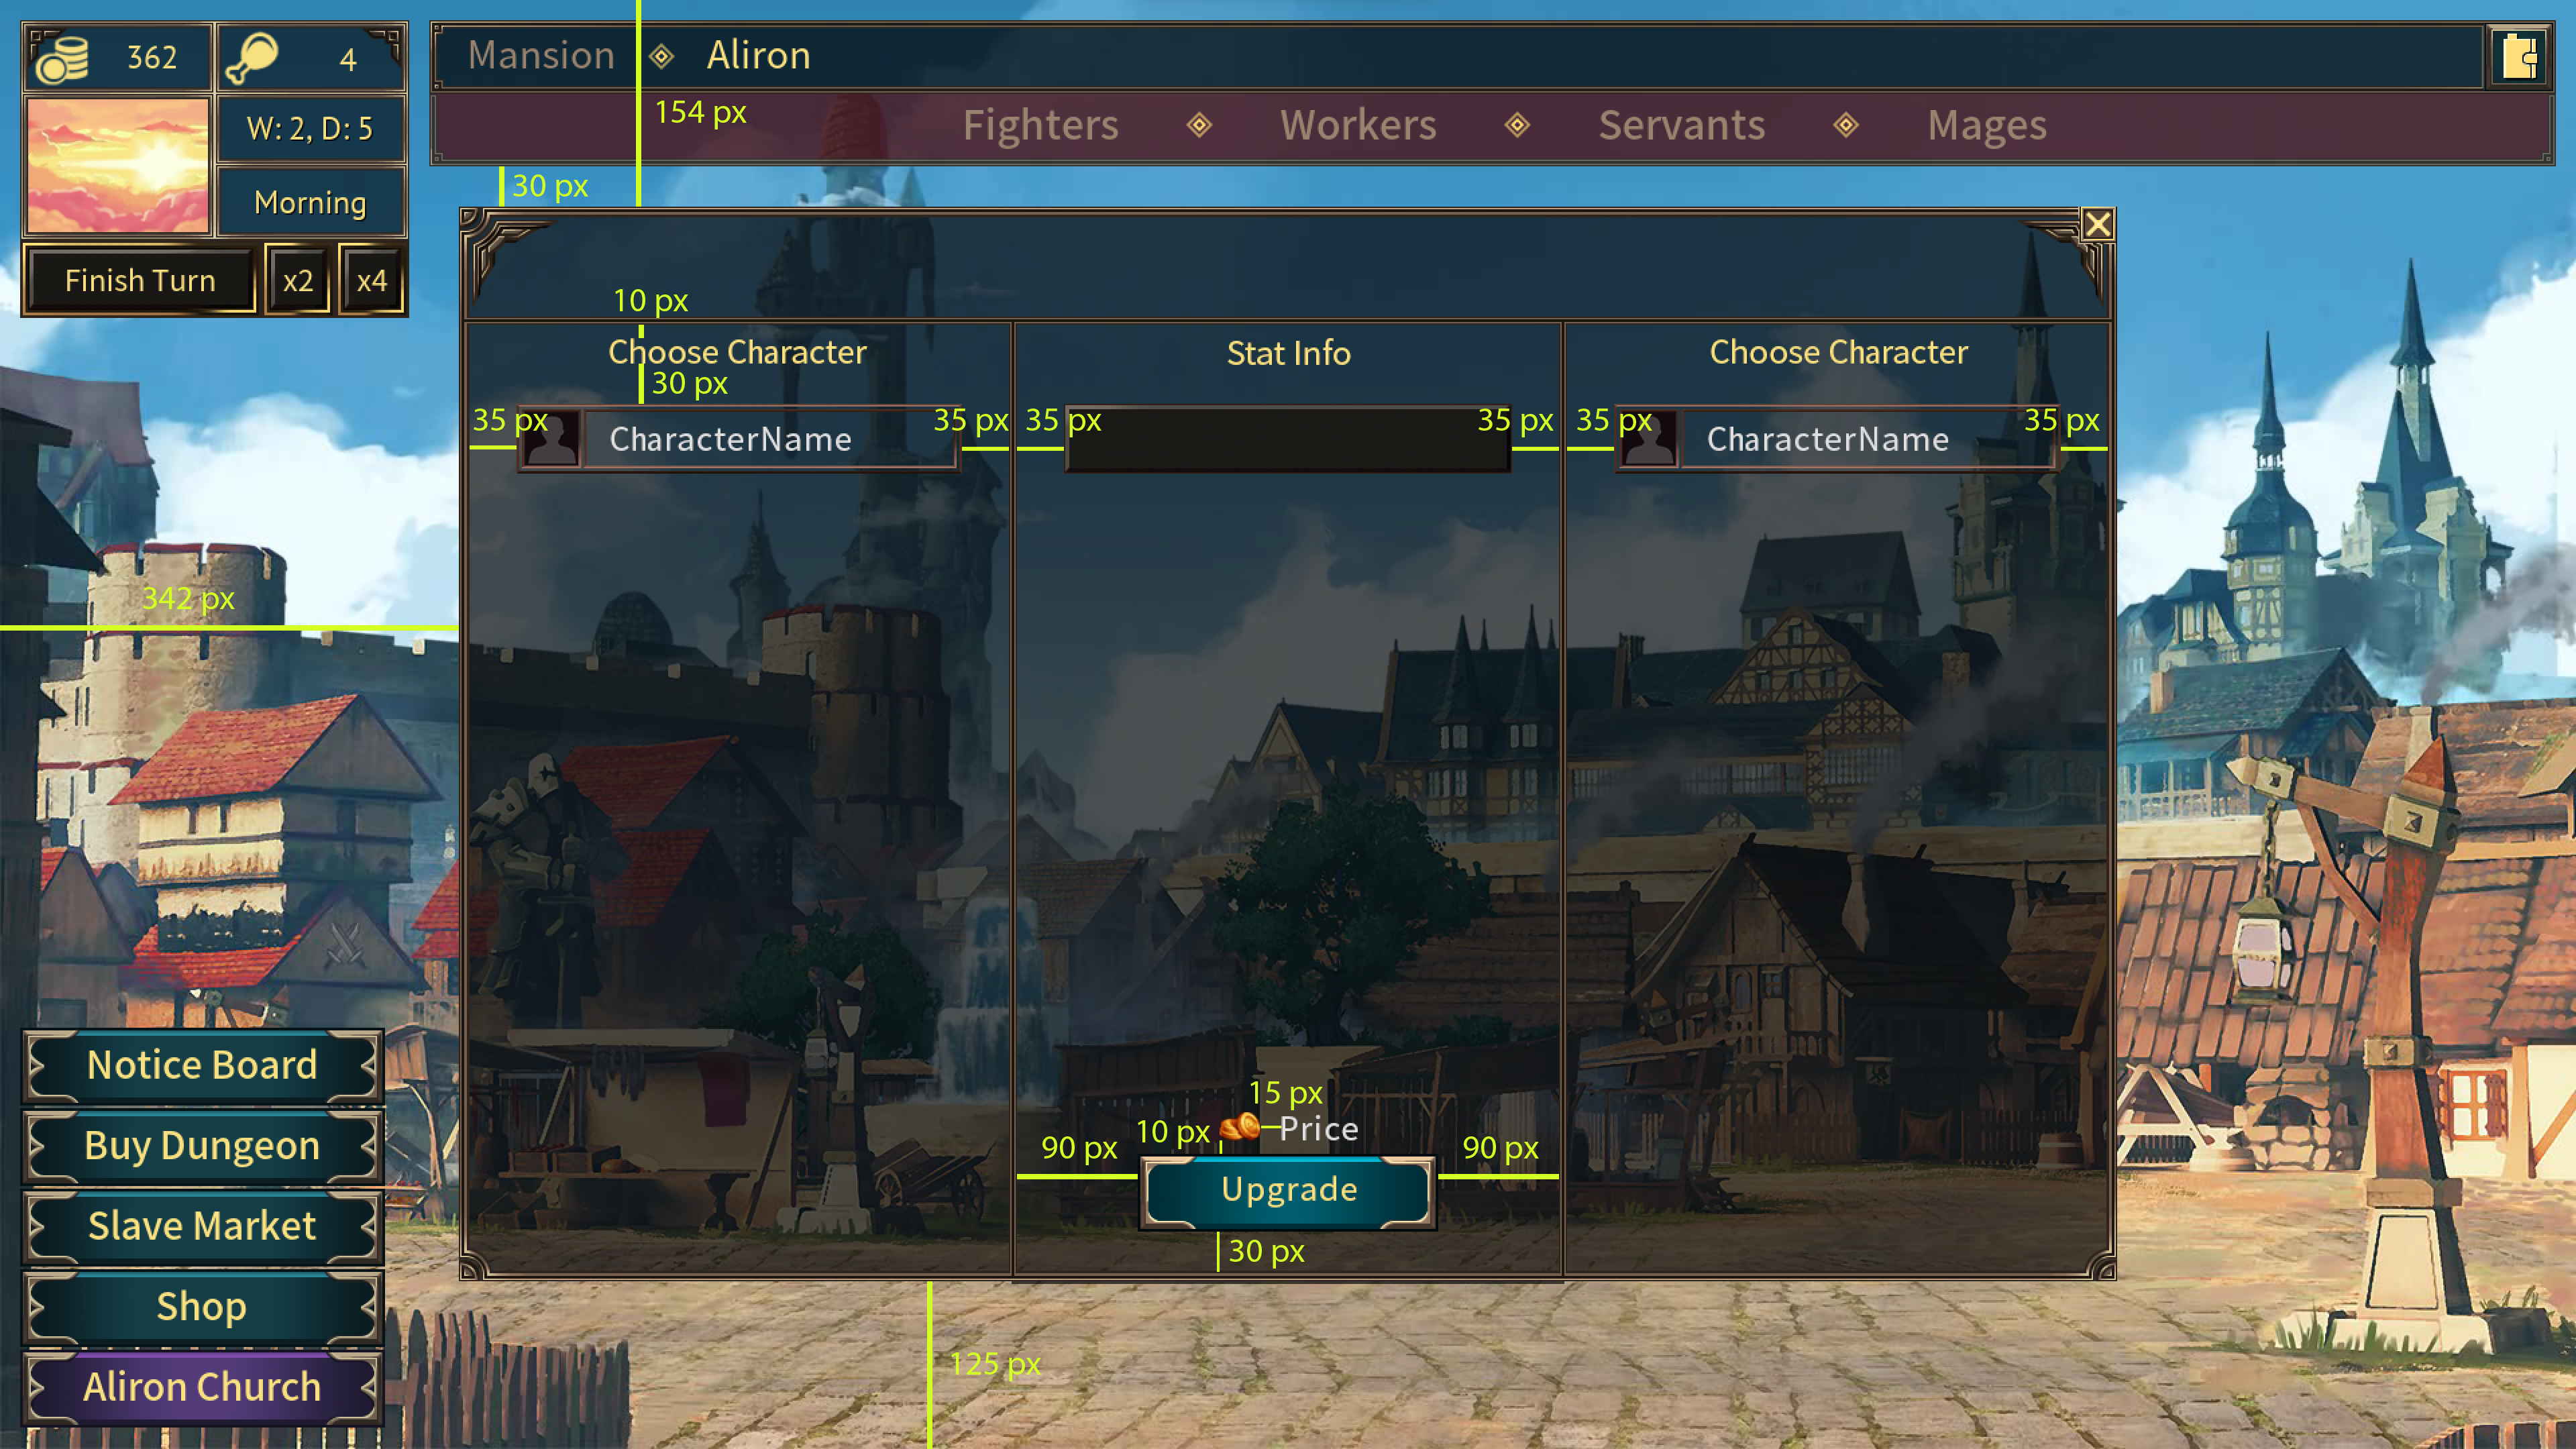 362
4
Mansion
Aliron
154 px
Fighters
Workers
Servants
Mages
W: 2, D: 5
Morning
30 px
Finish Turn
x2
x4
10 px
Choose Character
Stat Info
Choose Character
30 px
35 px
35 px
35 px
35 px
35 px
35 px
CharacterName
CharacterName
342 px
Notice Board
Buy Dungeon
Slave Market
Shop
Aliron Church
15 px
10 px
Price
90 px
90 px
Upgrade
30 px
125 px